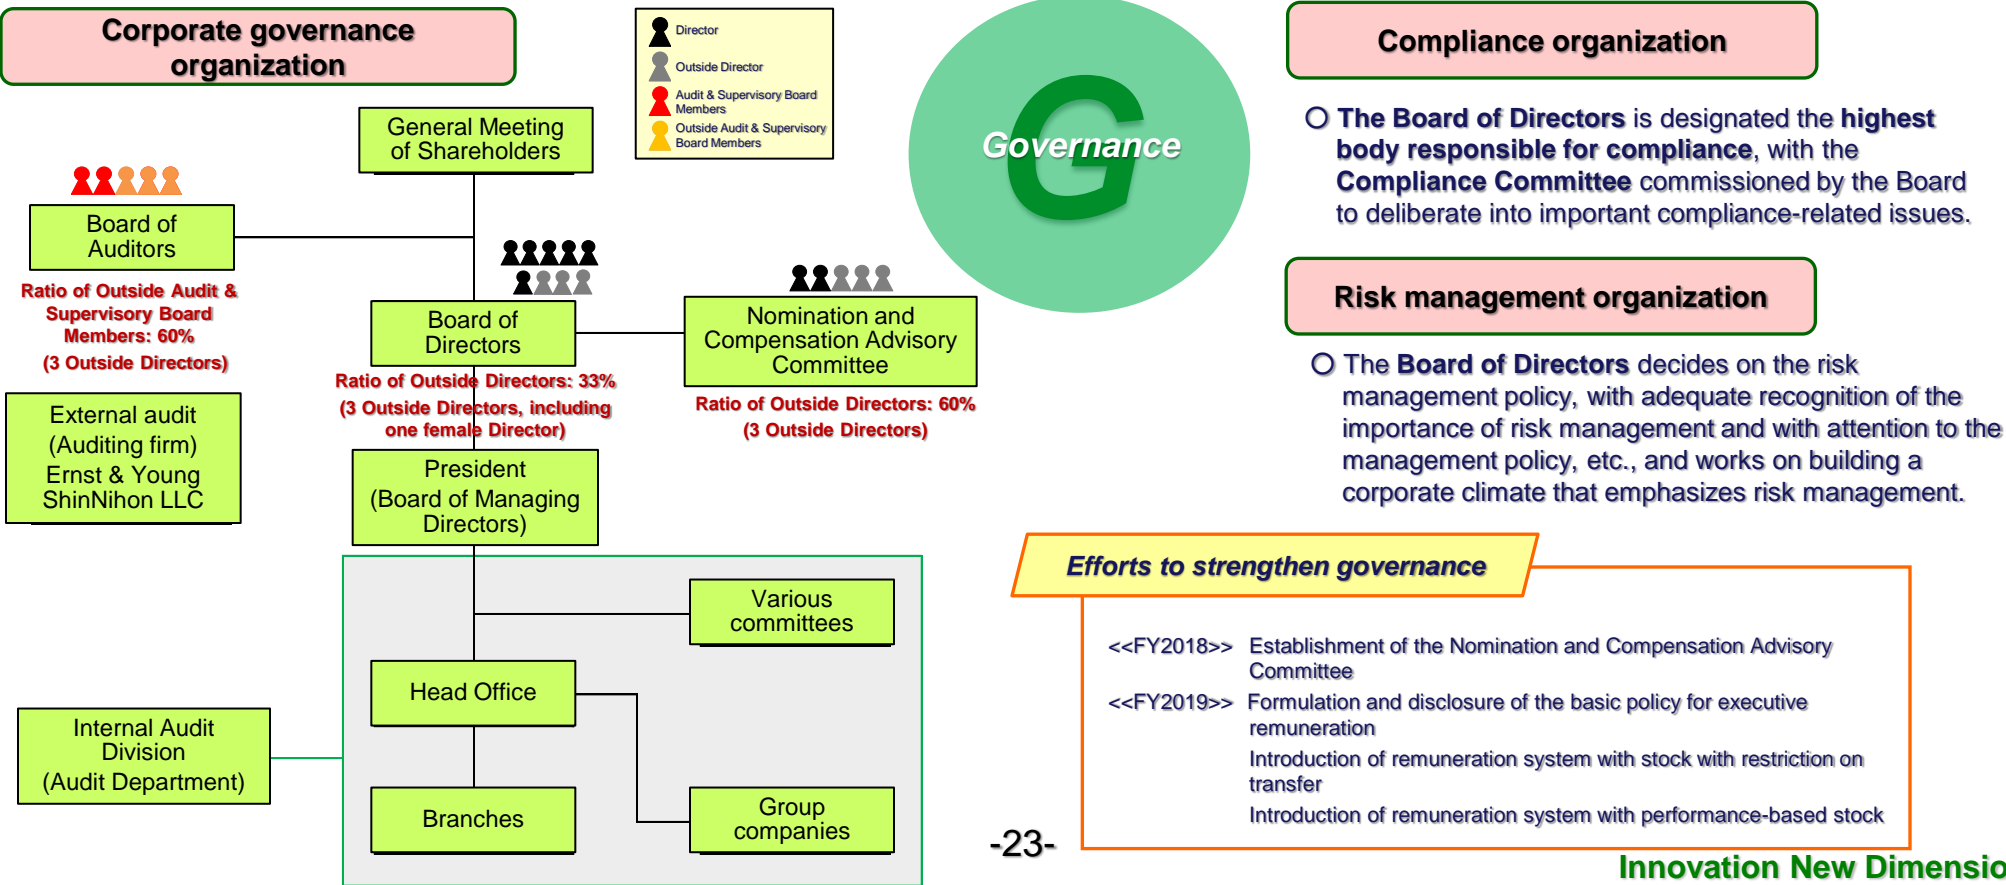 Corporate governance
organization
Director
Outside Director
Audit & Supervisory Board
Members
Outside Audit & Supervisory
Board Members
General Meeting
of Shareholders
Board of
Auditors
Ratio of Outside Audit &
Supervisory Board
Members: 60%
(3 Outside Directors)
Board of
Directors
Ratio of Outside Directors: 33%
(3 Outside Directors, including
one female Director)
Nomination and
Compensation Advisory
Committee
Ratio of Outside Directors: 60%
(3 Outside Directors)
External audit
(Auditing firm)
Ernst & Young
ShinNihon LLC
President
(Board of Managing
Directors)
Various
committees
Head Office
Internal Audit
Division
(Audit Department)
Branches
Group
companies
G
Governance
Compliance organization
The Board of Directors is designated the highest
body responsible for compliance, with the
Compliance Committee commissioned by the Board
to deliberate into important compliance-related issues.
Risk management organization
The Board of Directors decides on the risk
management policy, with adequate recognition of the
importance of risk management and with attention to the
management policy, etc., and works on building a
corporate climate that emphasizes risk management.
Efforts to strengthen governance
<<FY2018>> Establishment of the Nomination and Compensation Advisory
Committee
<<FY2019>> Formulation and disclosure of the basic policy for executive
remuneration
Introduction of remuneration system with stock with restriction on
transfer
Introduction of remuneration system with performance-based stock
-23-
Innovation New Dimensio